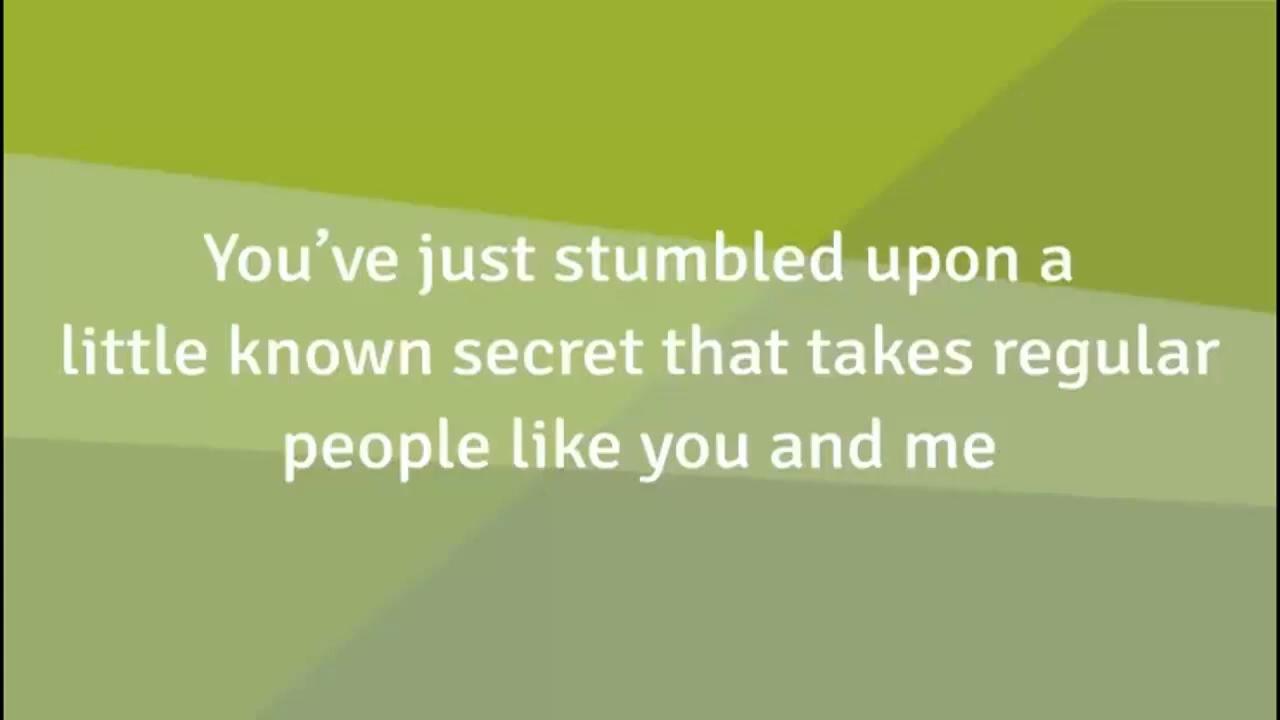 You’ve just stumbled upon a
little known secret that takes regular
people like you and me